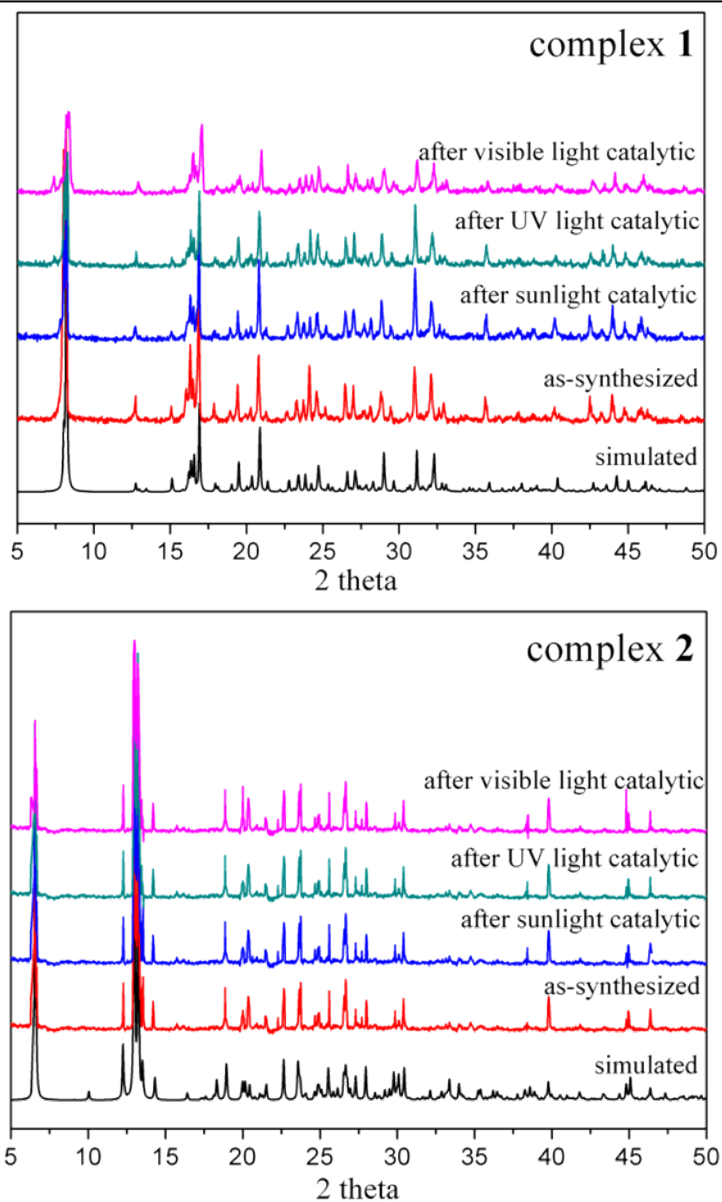 complex 1
after visible light catalytic
after UV light catalytic
after sunlight catalytic
as-synthesized
simulated
5 10 15 20 25 30 35 40 45 50
2 theta
complex 2
after visible light catalytic
after UV light catalytic
after sunlight catalytic
as-synthesized
simulated
5 10 15 20 25 30 35 40 45 50
2 theta